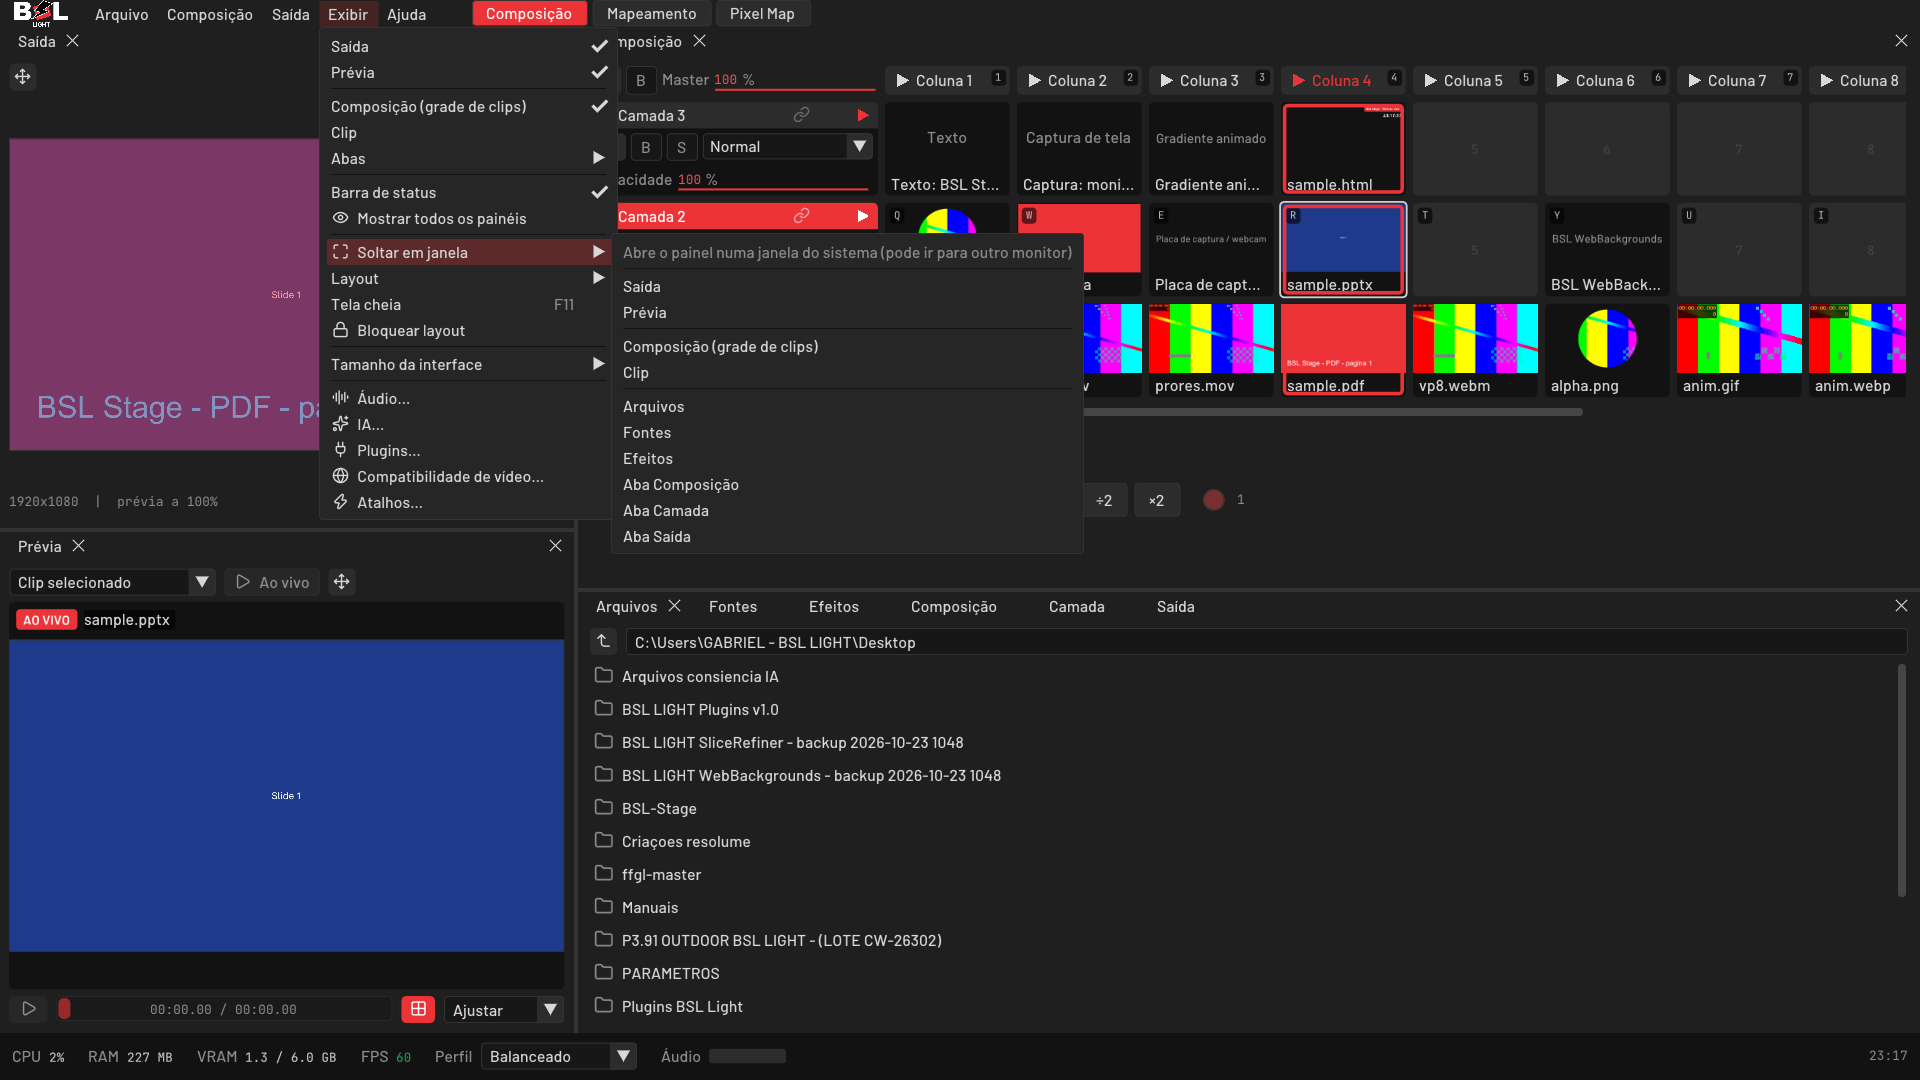 BSL LIGHT
Arquivo Composição Saída Exibir Ajuda Composição Mapeamento Pixel Map
Saída
Saída
Prévia
Composição (grade de clips)
Clip
Abas
Barra de status
Mostrar todos os painéis
Soltar em janela
Layout
Tela cheia F11
Bloquear layout
Tamanho da interface
Áudio...
IA...
Plugins...
Compatibilidade de vídeo...
Atalhos...
Abre o painel numa janela do sistema (pode ir para outro monitor)
Saída
Prévia
Composição (grade de clips)
Clip
Arquivos
Fontes
Efeitos
Aba Composição
Aba Camada
Aba Saída
mposição
B Master 100 %
Coluna 1 1 Coluna 2 2 Coluna 3 3 Coluna 4 4 Coluna 5 5 Coluna 6 6 Coluna 7 7 Coluna 8
Camada 3
B S Normal
acidade 100 %
Texto Captura de tela Gradiente animado 5 6 7 8
Texto: BSL St... Captura: moni... Gradiente ani... sample.html
Camada 2
Q W E R T Y U I
Placa de captura / webcam 5 BSL WebBackgrounds 7 8
a Placa de capt... sample.pptx BSL WebBack...
BSL Stage - PDF - pagina 1
v prores.mov sample.pdf vp8.webm alpha.png anim.gif anim.webp
÷2 ×2 1
Slide 1
BSL Stage - PDF - pa
1920x1080 | prévia a 100%
Prévia
Clip selecionado Ao vivo
AO VIVO sample.pptx
Slide 1
00:00.00 / 00:00.00 Ajustar
Arquivos Fontes Efeitos Composição Camada Saída
C:\Users\GABRIEL - BSL LIGHT\Desktop
Arquivos consiencia IA
BSL LIGHT Plugins v1.0
BSL LIGHT SliceRefiner - backup 2026-10-23 1048
BSL LIGHT WebBackgrounds - backup 2026-10-23 1048
BSL-Stage
Criaçoes resolume
ffgl-master
Manuais
P3.91 OUTDOOR BSL LIGHT - (LOTE CW-26302)
PARAMETROS
Plugins BSL Light
CPU 2% RAM 227 MB VRAM 1.3 / 6.0 GB FPS 60 Perfil Balanceado Áudio 23:17